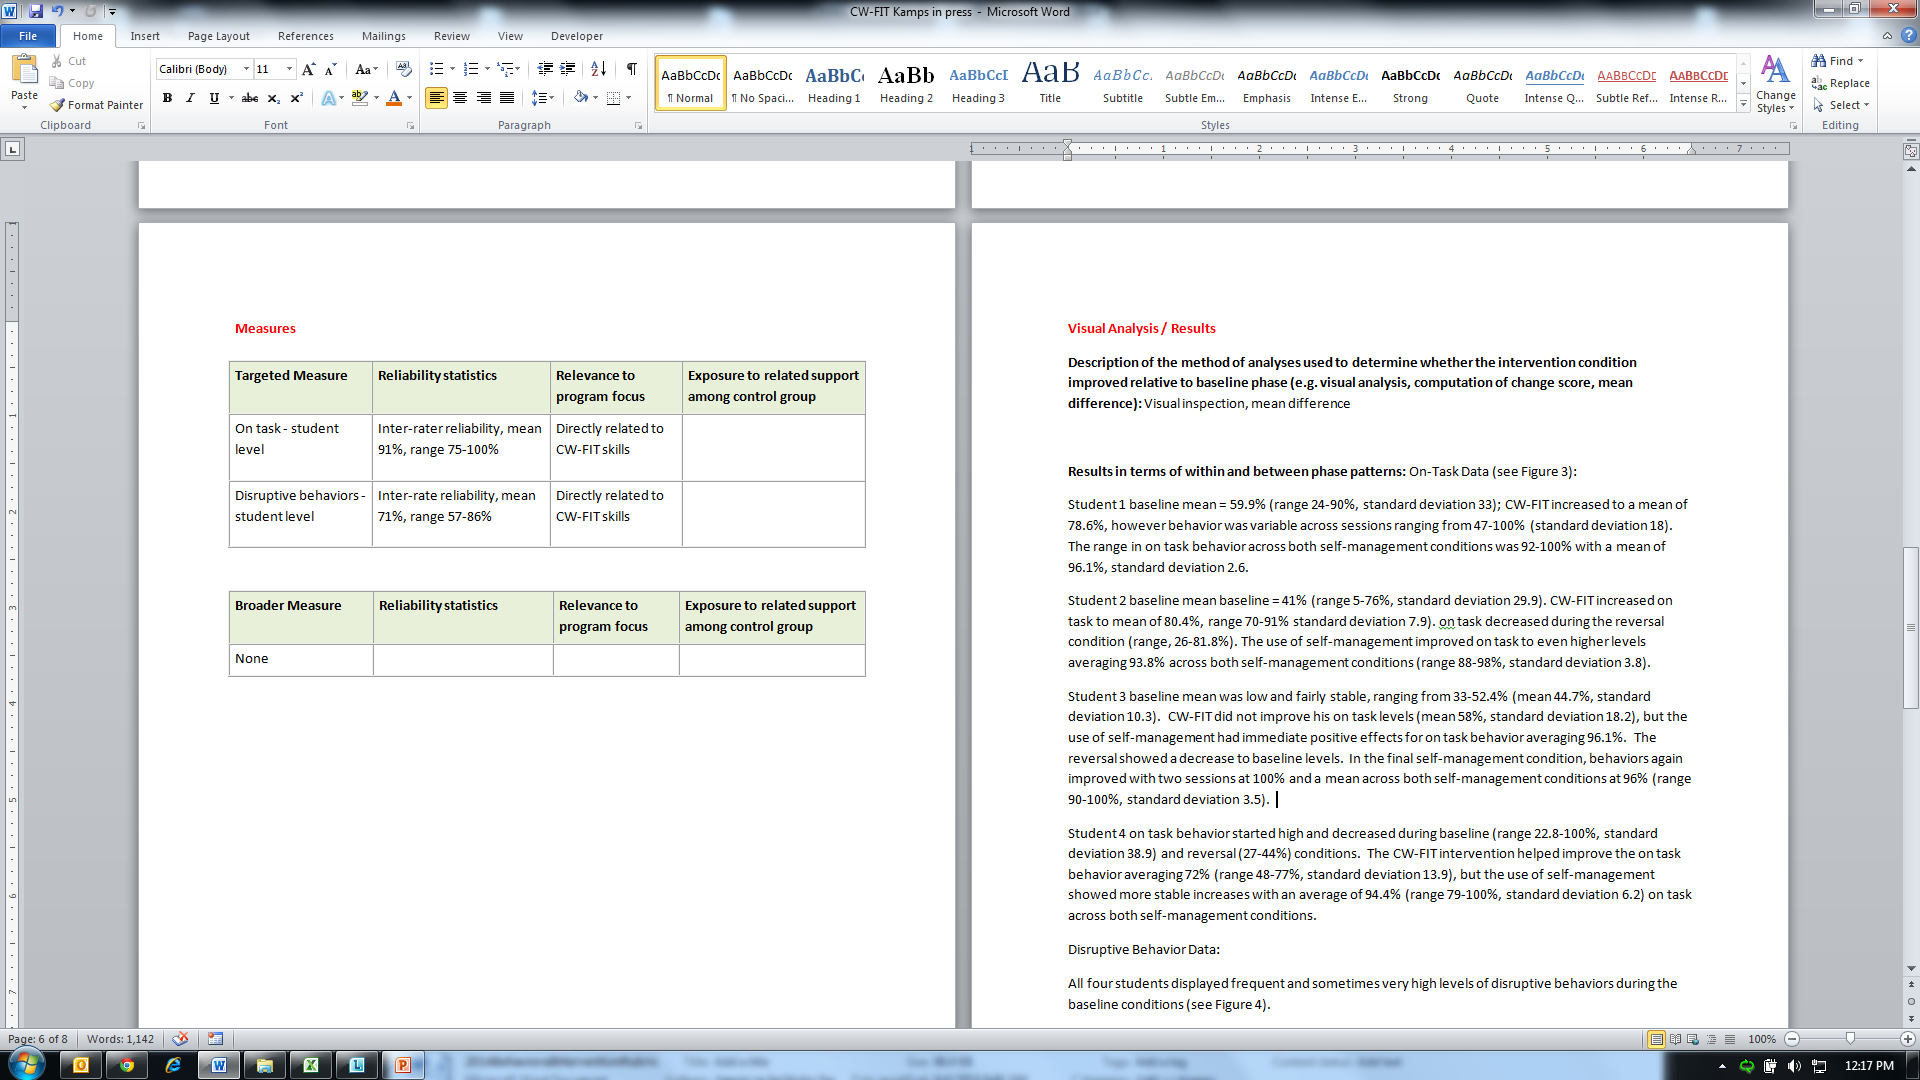 CW-FIT Kamps in press - Microsoft Word
File Home Insert Page Layout References Mailings Review View Developer
Paste
Cut
Copy
Format Painter
Clipboard
Calibri (Body) 11
Font
Paragraph
AaBbCcDc AaBbCcDc AaBbC AaBb AaBbCcI AaB AaBbCc. AaBbCcDc AaBbCcDc AaBbCcDc AaBbCcDc AaBbCcDc AaBbCcDc AaBbCcDc AaBbCcDc
¶ Normal ¶ No Spaci... Heading 1 Heading 2 Heading 3 Title Subtitle Subtle Em... Emphasis Intense E... Strong Quote Intense Q... Subtle Ref... Intense R...
Styles
Change Styles
Find
Replace
Select
Editing
Measures
Targeted Measure Reliability statistics Relevance to program focus Exposure to related support among control group
On task - student level Inter-rater reliability, mean 91%, range 75-100% Directly related to CW-FIT skills
Disruptive behaviors - student level Inter-rate reliability, mean 71%, range 57-86% Directly related to CW-FIT skills
Broader Measure Reliability statistics Relevance to program focus Exposure to related support among control group
None
Visual Analysis / Results
Description of the method of analyses used to determine whether the intervention condition
improved relative to baseline phase (e.g. visual analysis, computation of change score, mean
difference): Visual inspection, mean difference
Results in terms of within and between phase patterns: On-Task Data (see Figure 3):
Student 1 baseline mean = 59.9% (range 24-90%, standard deviation 33); CW-FIT increased to a mean of
78.6%, however behavior was variable across sessions ranging from 47-100% (standard deviation 18).
The range in on task behavior across both self-management conditions was 92-100% with a mean of
96.1%, standard deviation 2.6.
Student 2 baseline mean baseline = 41% (range 5-76%, standard deviation 29.9). CW-FIT increased on
task to mean of 80.4%, range 70-91% standard deviation 7.9). on task decreased during the reversal
condition (range, 26-81.8%). The use of self-management improved on task to even higher levels
averaging 93.8% across both self-management conditions (range 88-98%, standard deviation 3.8).
Student 3 baseline mean was low and fairly stable, ranging from 33-52.4% (mean 44.7%, standard
deviation 10.3). CW-FIT did not improve his on task levels (mean 58%, standard deviation 18.2), but the
use of self-management had immediate positive effects for on task behavior averaging 96.1%. The
reversal showed a decrease to baseline levels. In the final self-management condition, behaviors again
improved with two sessions at 100% and a mean across both self-management conditions at 96% (range
90-100%, standard deviation 3.5).
Student 4 on task behavior started high and decreased during baseline (range 22.8-100%, standard
deviation 38.9) and reversal (27-44%) conditions. The CW-FIT intervention helped improve the on task
behavior averaging 72% (range 48-77%, standard deviation 13.9), but the use of self-management
showed more stable increases with an average of 94.4% (range 79-100%, standard deviation 6.2) on task
across both self-management conditions.
Disruptive Behavior Data:
All four students displayed frequent and sometimes very high levels of disruptive behaviors during the
baseline conditions (see Figure 4).
Page: 6 of 8 Words: 1,142
100%
12:17 PM